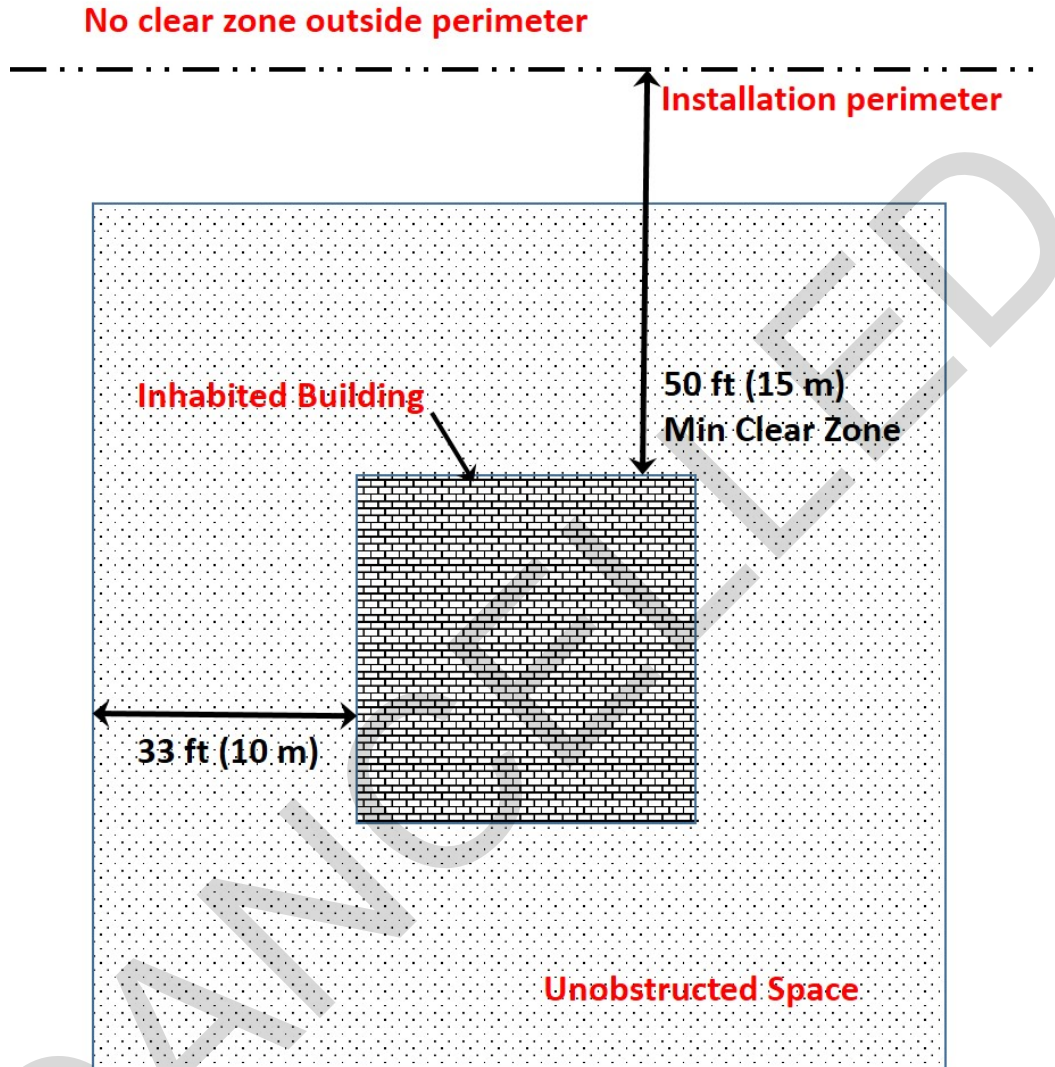 No clear zone outside perimeter
Installation perimeter
50 ft (15 m)
Min Clear Zone
Inhabited Building
33 ft (10 m)
Unobstructed Space
CANCELLED